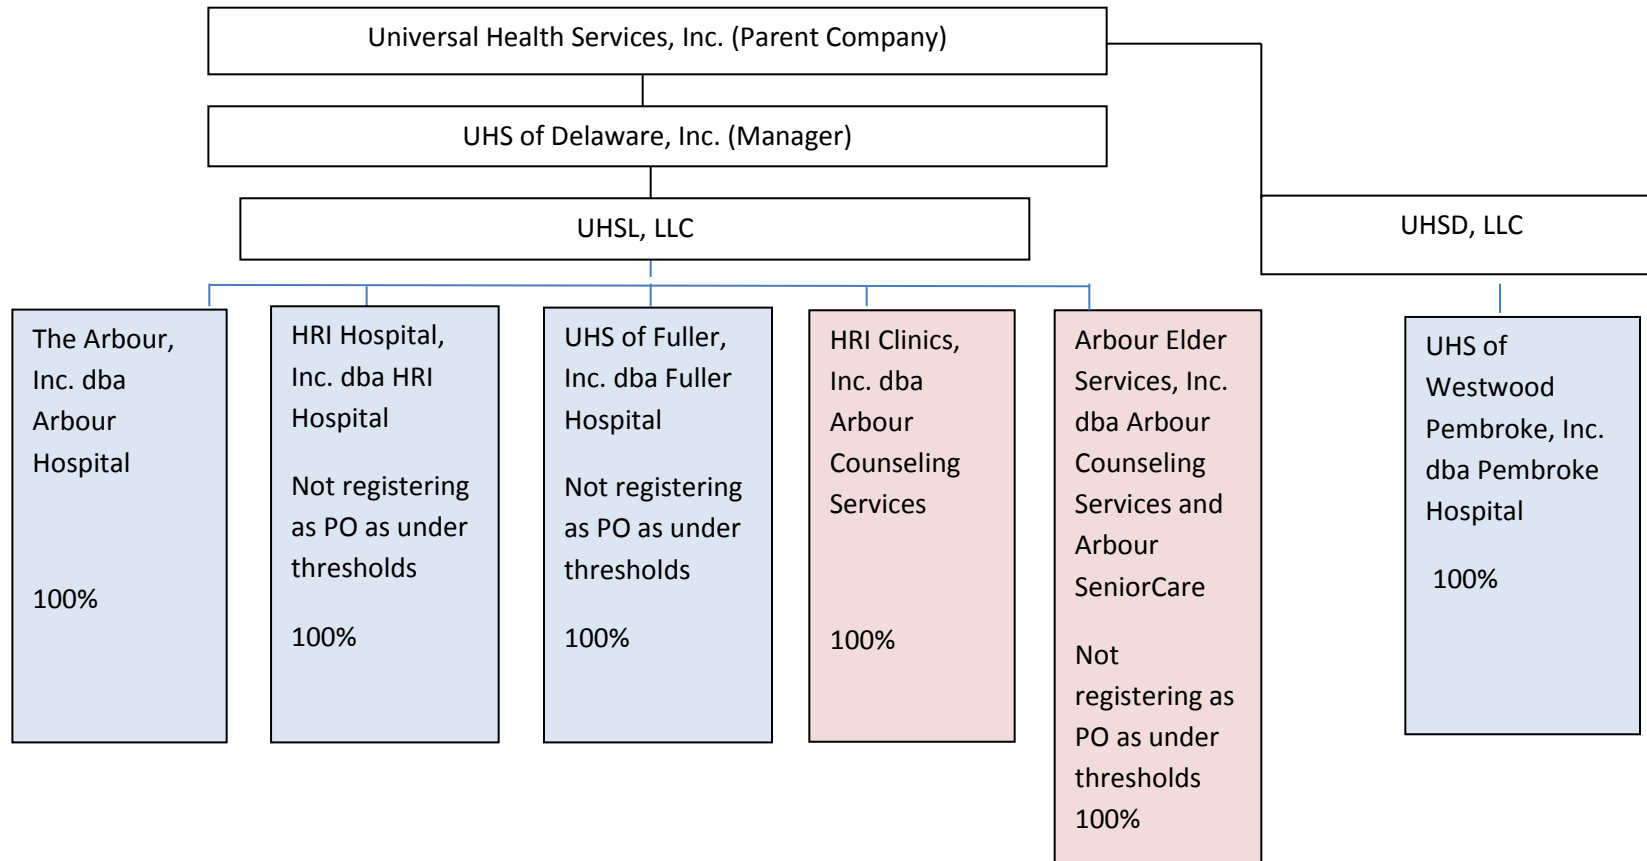 Universal Health Services, Inc. (Parent Company)
UHS of Delaware, Inc. (Manager)
UHSL, LLC
UHSD, LLC
The Arbour,
Inc. dba
Arbour
Hospital
100%
HRI Hospital,
Inc. dba HRI
Hospital
Not registering
as PO as under
thresholds
100%
UHS of Fuller,
Inc. dba Fuller
Hospital
Not registering
as PO as under
thresholds
100%
HRI Clinics,
Inc. dba
Arbour
Counseling
Services
100%
Arbour Elder
Services, Inc.
dba Arbour
Counseling
Services and
Arbour
SeniorCare
Not
registering as
PO as under
thresholds
100%
UHS of
Westwood
Pembroke, Inc.
dba Pembroke
Hospital
100%